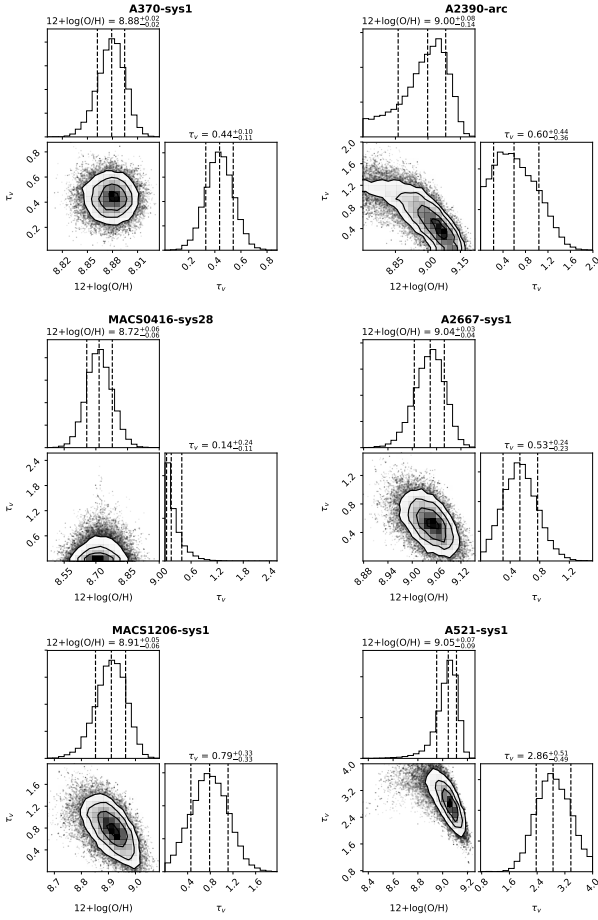 A370-sys1
12+log(O/H) = 8.88+0.02−0.02
τv = 0.44+0.10−0.11
0.8
0.6
0.4
0.2
τv
8.82
8.85
8.88
8.91
12+log(O/H)
0.2
0.4
0.6
0.8
τv
A2390-arc
12+log(O/H) = 9.00+0.08−0.14
τv = 0.60+0.44−0.36
2.0
1.6
1.2
0.8
0.4
τv
8.85
9.00
9.15
12+log(O/H)
0.4
0.8
1.2
1.6
2.0
τv
MACS0416-sys28
12+log(O/H) = 8.72+0.06−0.06
τv = 0.14+0.24−0.11
2.4
1.8
1.2
0.6
τv
8.55
8.70
8.85
9.00
12+log(O/H)
0.6
1.2
1.8
2.4
τv
A2667-sys1
12+log(O/H) = 9.04+0.03−0.04
τv = 0.53+0.24−0.23
1.2
0.8
0.4
τv
8.88
8.94
9.00
9.06
9.12
12+log(O/H)
0.4
0.8
1.2
τv
MACS1206-sys1
12+log(O/H) = 8.91+0.05−0.06
τv = 0.79+0.33−0.33
1.6
1.2
0.8
0.4
τv
8.7
8.8
8.9
9.0
12+log(O/H)
0.4
0.8
1.2
1.6
τv
A521-sys1
12+log(O/H) = 9.05+0.07−0.09
τv = 2.86+0.51−0.49
4.0
3.2
2.4
1.6
0.8
τv
8.4
8.6
8.8
9.0
9.2
12+log(O/H)
0.8
1.6
2.4
3.2
4.0
τv